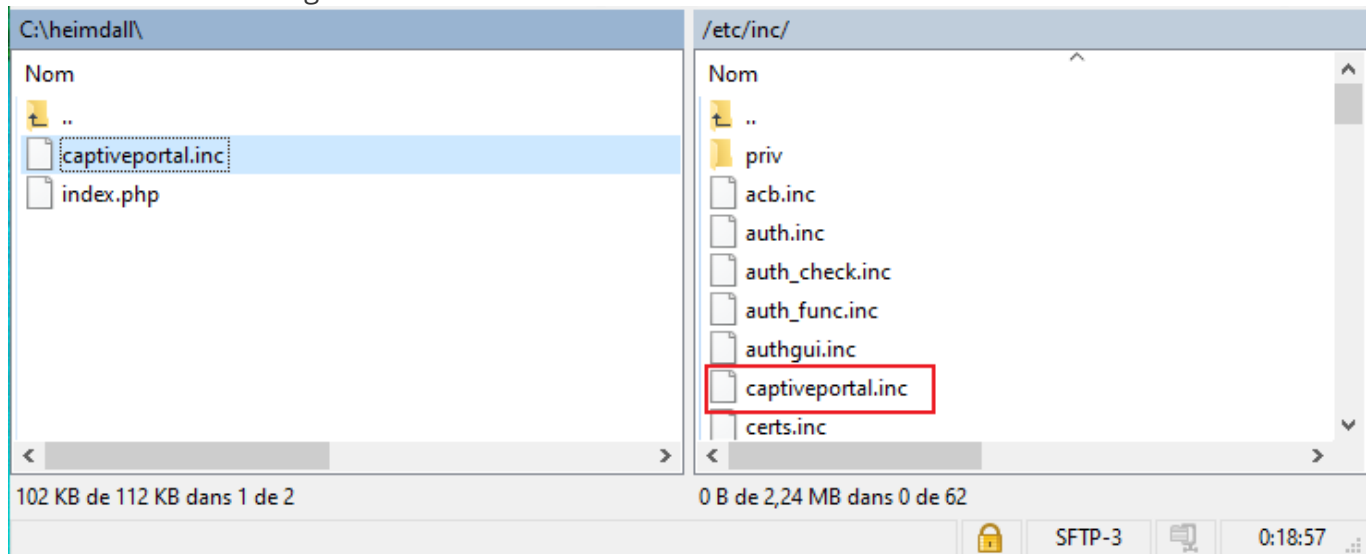 C:\heimdall\
Nom
..
captiveportal.inc
index.php
102 KB de 112 KB dans 1 de 2
/etc/inc/
Nom
..
priv
acb.inc
auth.inc
auth_check.inc
auth_func.inc
authgui.inc
captiveportal.inc
certs.inc
0 B de 2,24 MB dans 0 de 62
SFTP-3
0:18:57